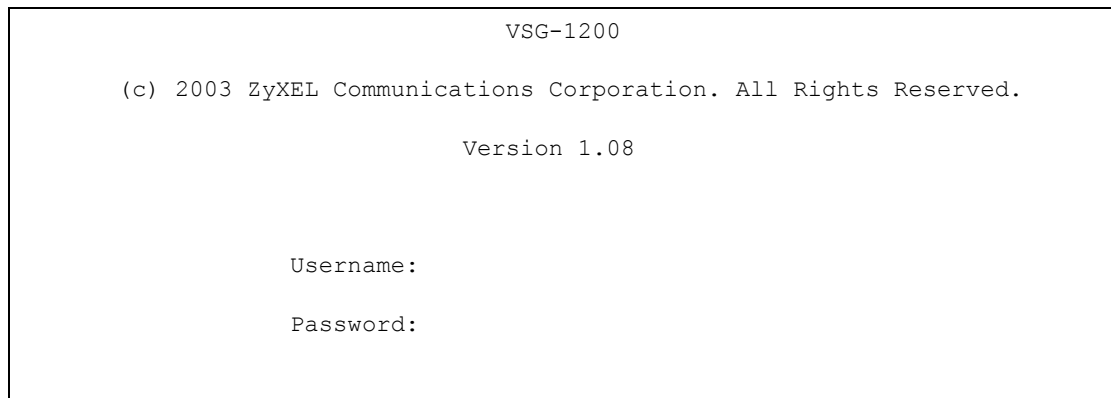 VSG-1200
(c) 2003 ZyXEL Communications Corporation. All Rights Reserved.
Version 1.08
Username:
Password: